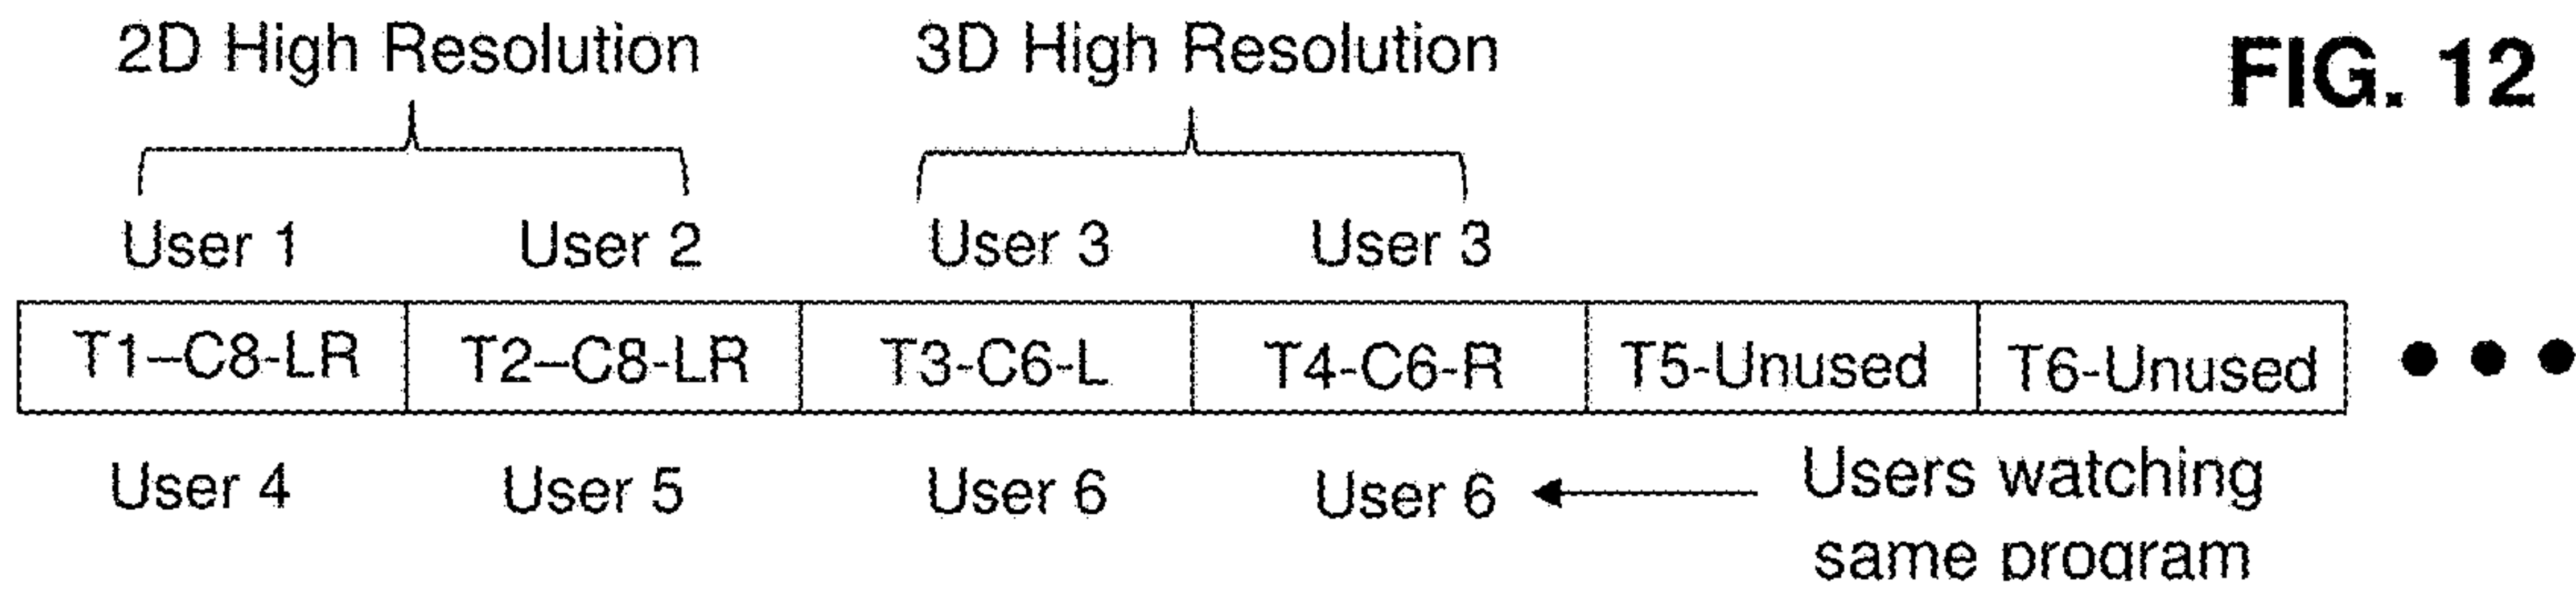 2D High Resolution 3D High Resolution FIG. 12
User 1 User 2 User 3 User 3
T1–C8-LR T2–C8-LR T3-C6-L T4-C6-R T5-Unused T6-Unused
User 4 User 5 User 6 User 6 Users watching
same program